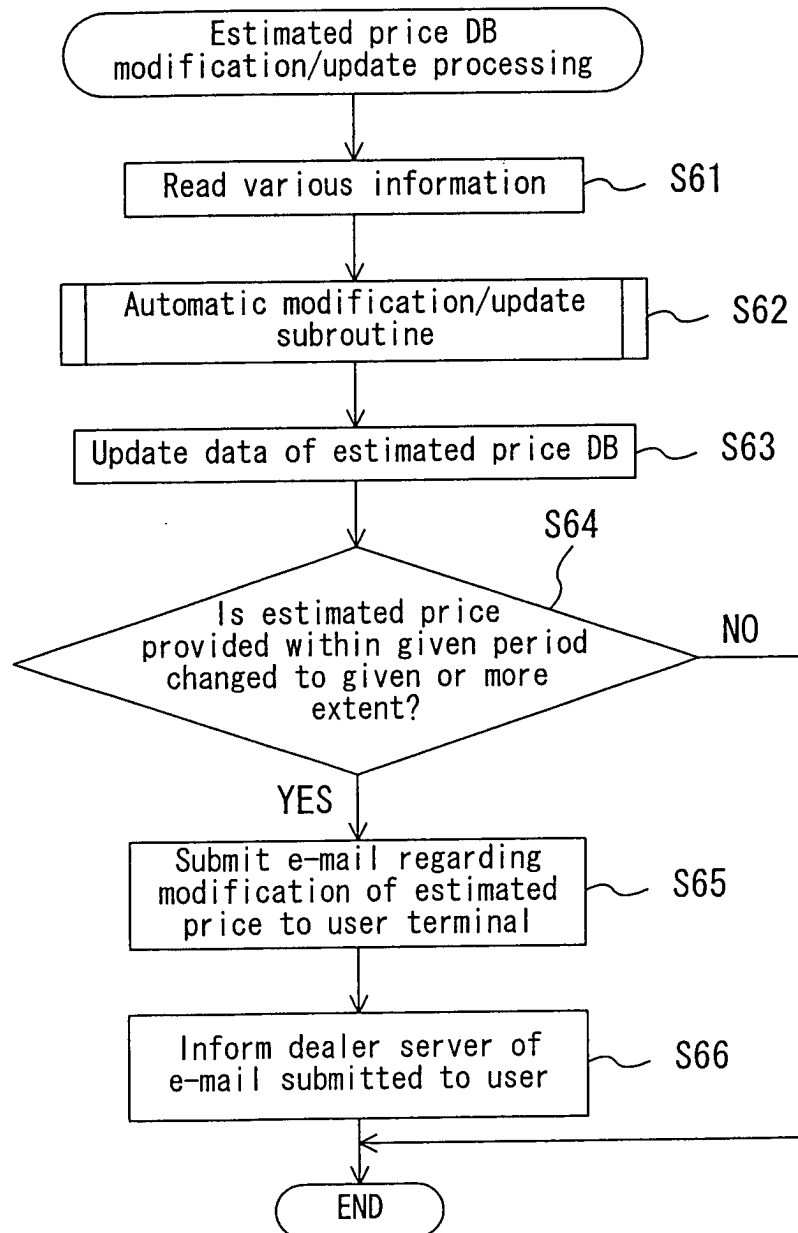 Estimated price DB
modification/update processing
Read various information
S61
Automatic modification/update
subroutine
S62
Update data of estimated price DB
S63
S64
Is estimated price
provided within given period
changed to given or more
extent?
NO
YES
Submit e-mail regarding
modification of estimated
price to user terminal
S65
Inform dealer server of
e-mail submitted to user
S66
END